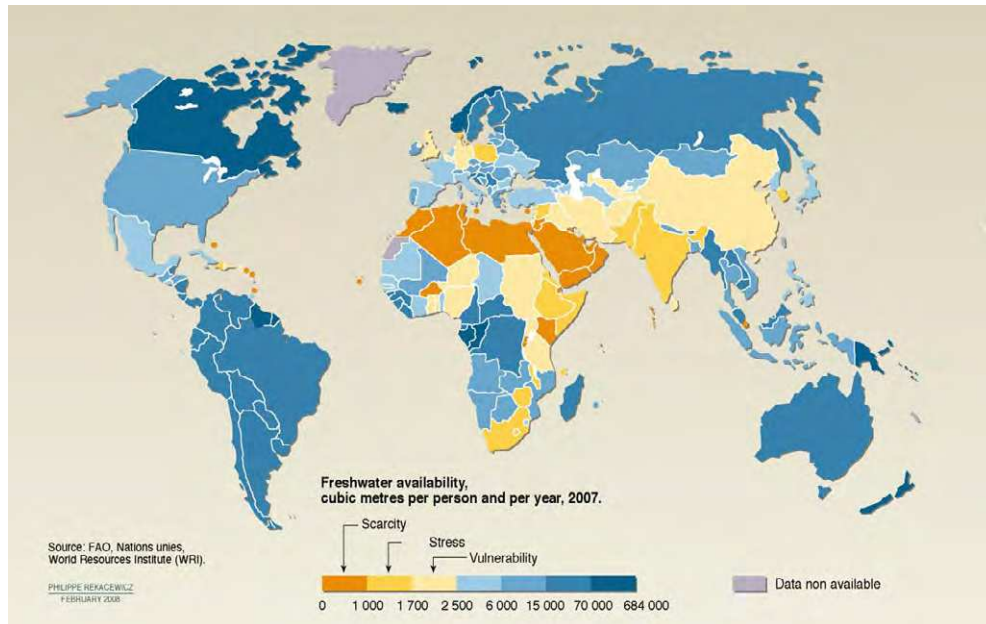 Freshwater availability,
cubic metres per person and per year, 2007.
Scarcity
Stress
Vulnerability
0 1 000 1 700 2 500 6 000 15 000 70 000 684 000
Data non available
Source: FAO, Nations unies,
World Resources Institute (WRI).
PHILIPPE REKACEWICZ
FEBRUARY 2008